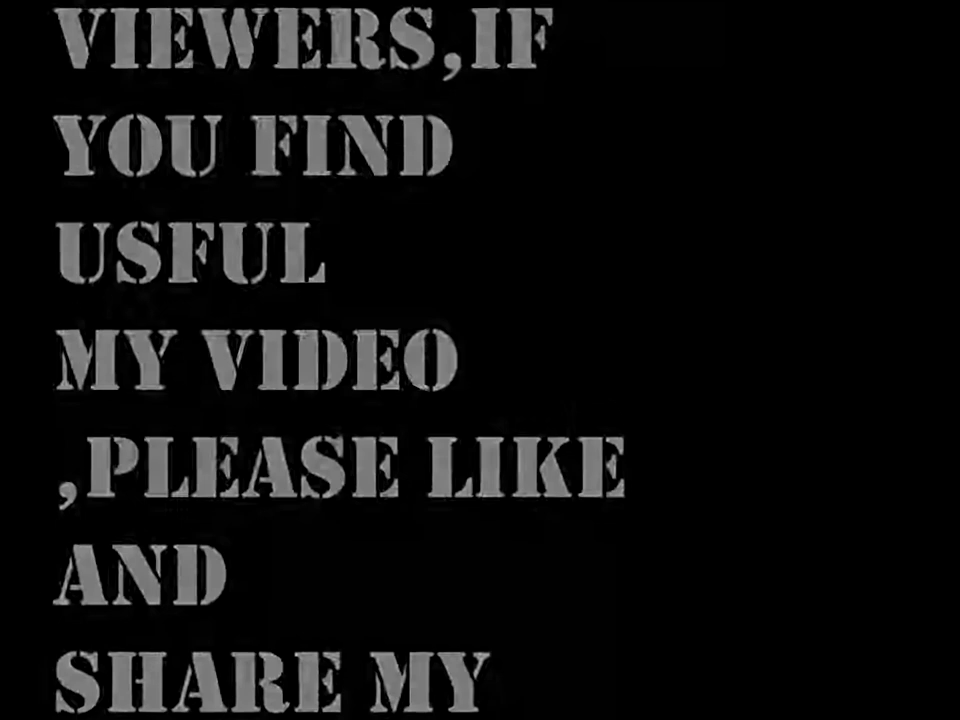 VIEWERS,IF
YOU FIND
USFUL
MY VIDEO
,PLEASE LIKE
AND
SHARE MY